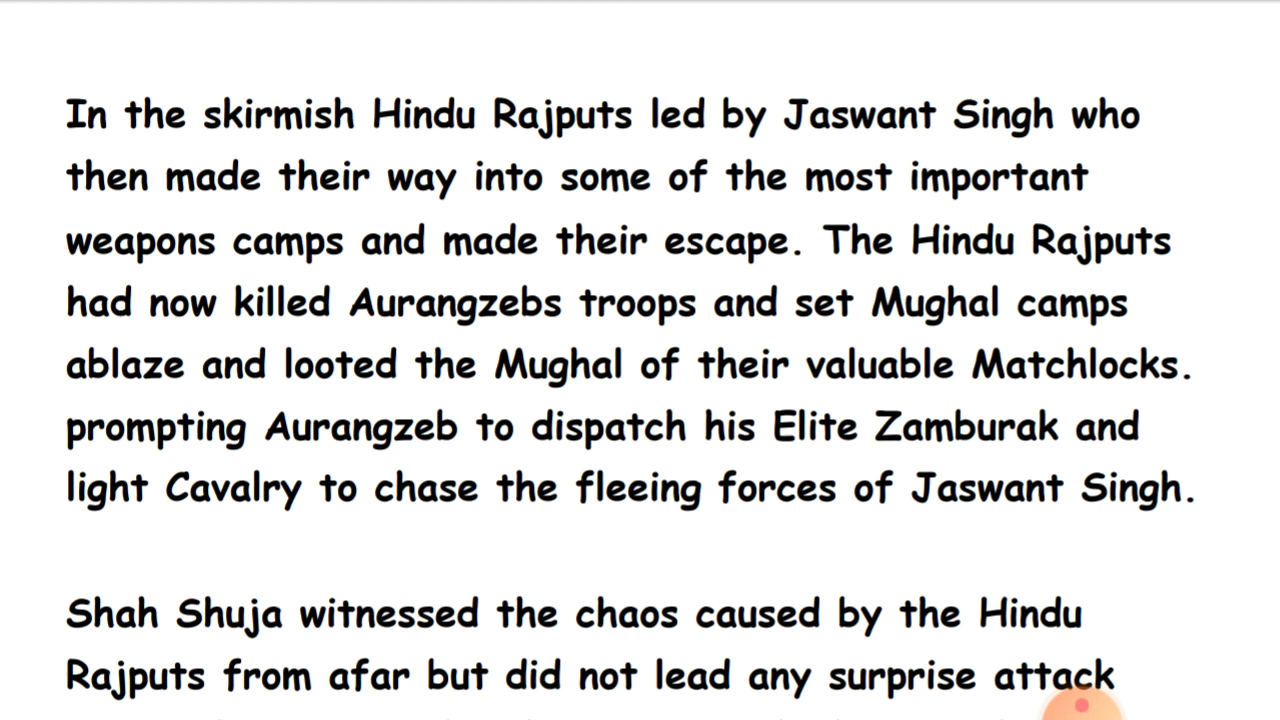 In the skirmish Hindu Rajputs led by Jaswant Singh who
then made their way into some of the most important
weapons camps and made their escape. The Hindu Rajputs
had now killed Aurangzebs troops and set Mughal camps
ablaze and looted the Mughal of their valuable Matchlocks.
prompting Aurangzeb to dispatch his Elite Zamburak and
light Cavalry to chase the fleeing forces of Jaswant Singh.
Shah Shuja witnessed the chaos caused by the Hindu
Rajputs from afar but did not lead any surprise attack